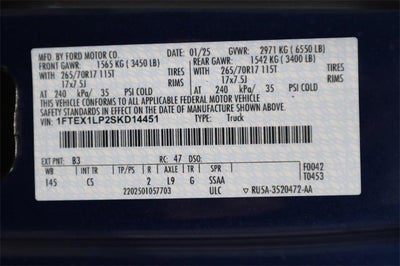 MFD. BY FORD MOTOR CO. 01/25 GVWR: 2971 KG ( 6550 LB)
FRONT GAWR: 1565 KG ( 3450 LB) REAR GAWR: 1542 KG ( 3400 LB)
265/70R17 115T TIRES 265/70R17 115T TIRES
17x7.5J RIMS 17x7.5J RIMS
AT 240 kPa/ 35 PSI COLD AT 240 kPa/ 35 PSI COLD
THIS VEHICLE CONFORMS TO ALL APPLICABLE FEDERAL MOTOR VEHICLE
SAFETY STANDARDS IN EFFECT ON THE DATE OF MANUFACTURE SHOWN ABOVE.
VIN: 1FTEX1LP2SKD14451 TYPE: Truck
EXT PNT: B3 RC: 47 DSO: F0042
WB INT TR TP/PS R AXLE TR SPR T0453
145 CS 2 L9 G SSAA
2202501057703 ULC RU5A-3520472-AA